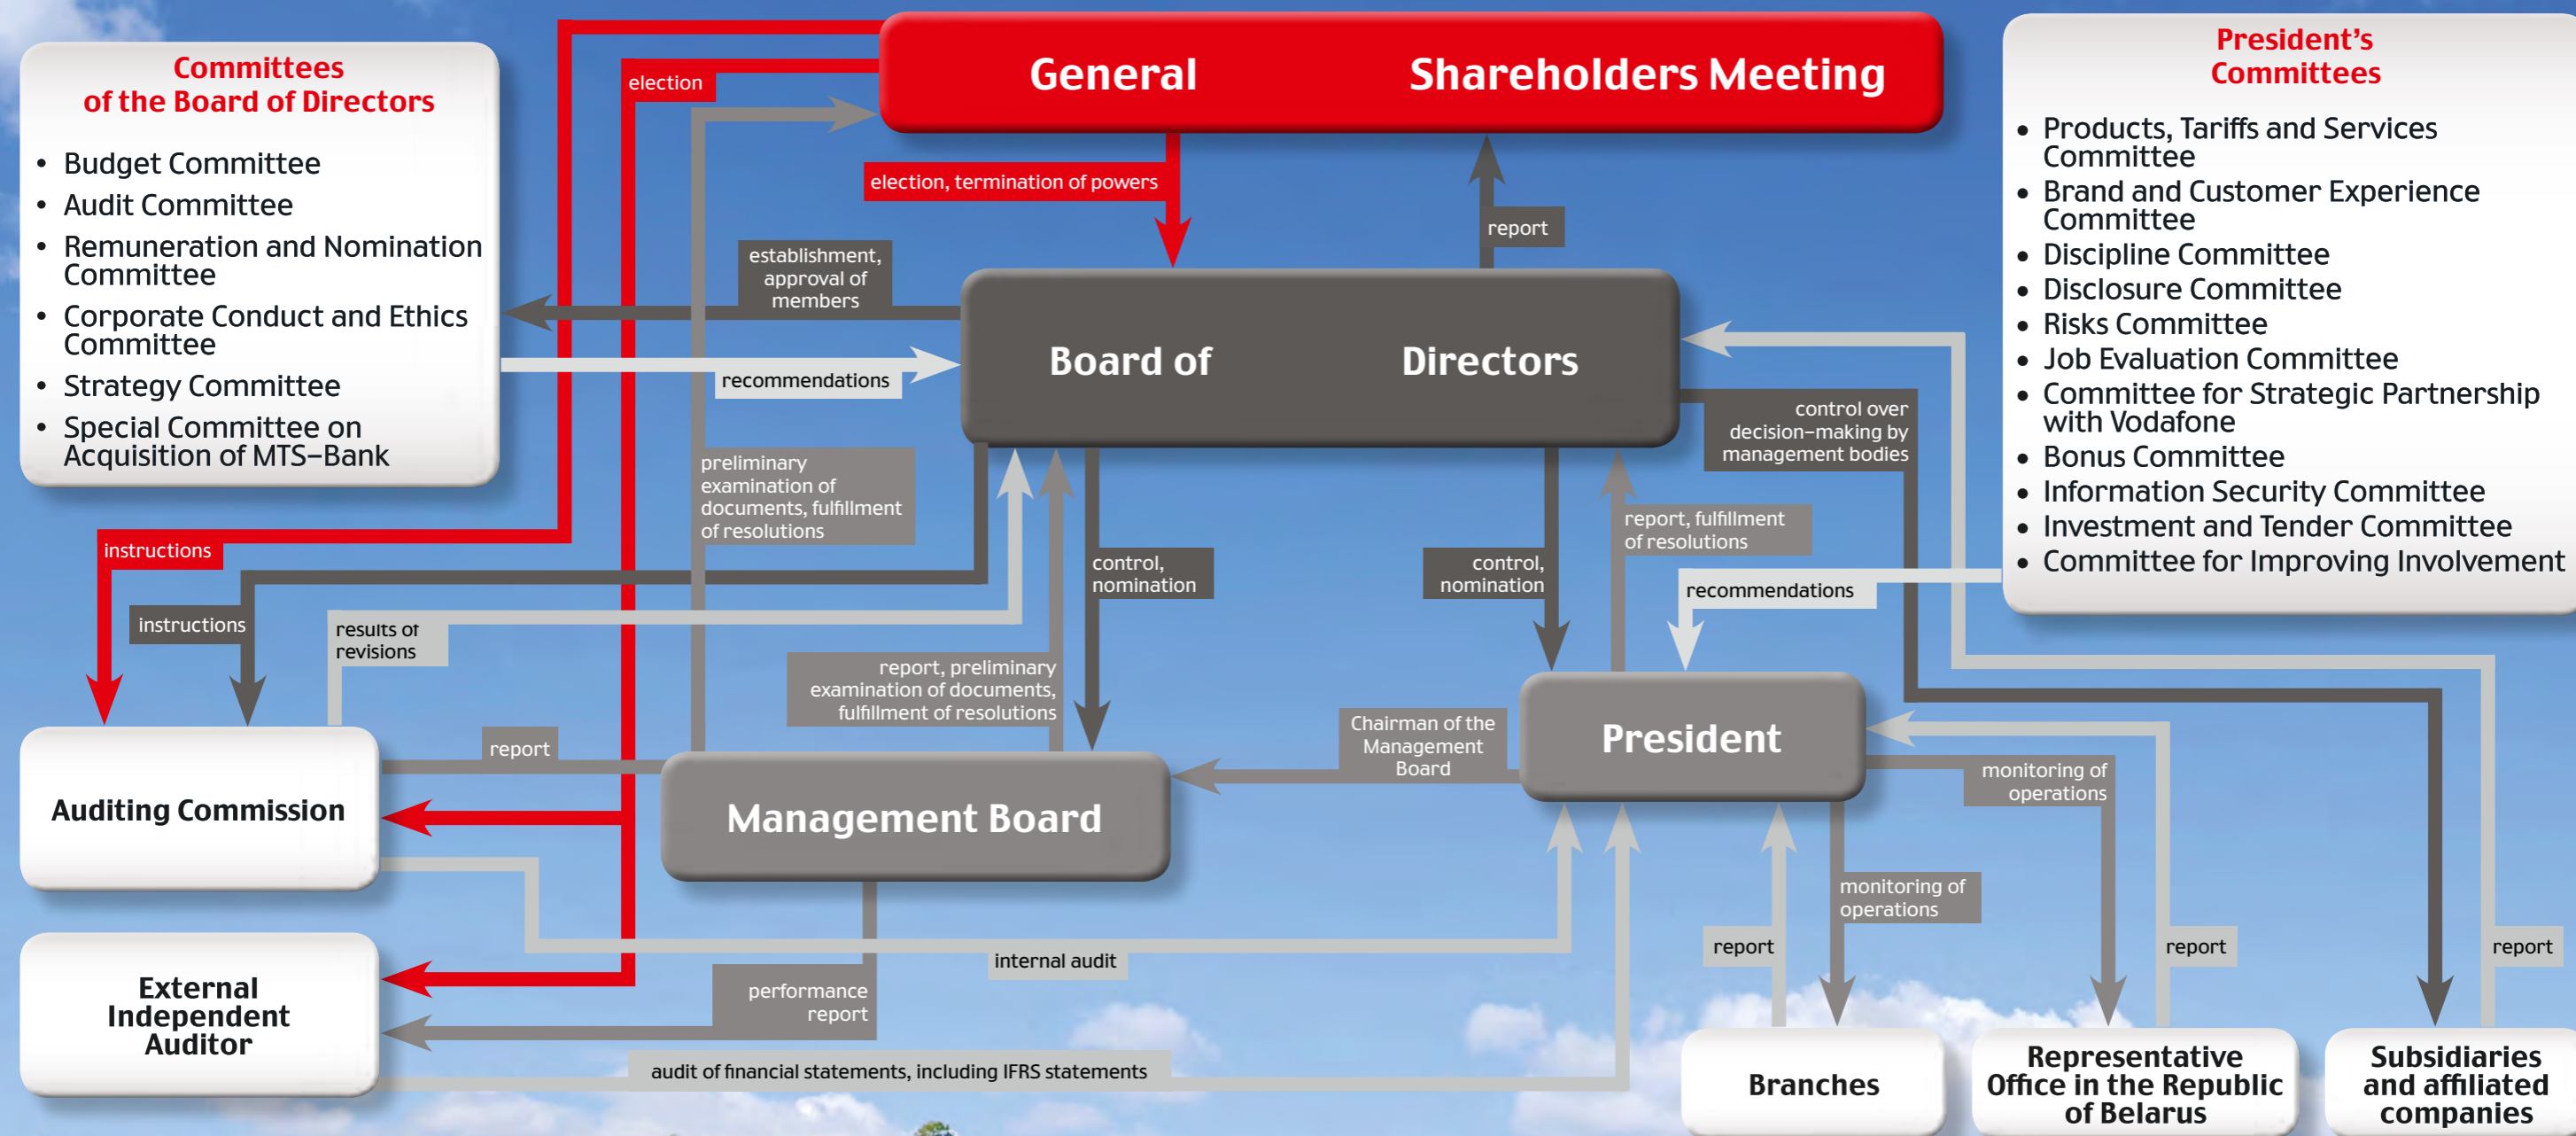 Committees
of the Board of Directors
• Budget Committee
• Audit Committee
• Remuneration and Nomination
Committee
• Corporate Conduct and Ethics
Committee
• Strategy Committee
• Special Committee on
Acquisition of MTS–Bank
General Shareholders Meeting
President's
Committees
• Products, Tariffs and Services
Committee
• Brand and Customer Experience
Committee
• Discipline Committee
• Disclosure Committee
• Risks Committee
• Job Evaluation Committee
• Committee for Strategic Partnership
with Vodafone
• Bonus Committee
• Information Security Committee
• Investment and Tender Committee
• Committee for Improving Involvement
election
election, termination of powers
report
establishment,
approval of
members
recommendations
Board of Directors
control over
decision–making by
management bodies
preliminary
examination of
documents, fulfillment
of resolutions
instructions
instructions
results of
revisions
control,
nomination
control,
nomination
report, fulfillment
of resolutions
recommendations
report, preliminary
examination of documents,
fulfillment of resolutions
report
Chairman of the
Management
Board
President
monitoring of
operations
Auditing Commission
Management Board
monitoring of
operations
internal audit
report
report
report
External
Independent
Auditor
performance
report
audit of financial statements, including IFRS statements
Branches
Representative
Office in the Republic
of Belarus
Subsidiaries
and affiliated
companies